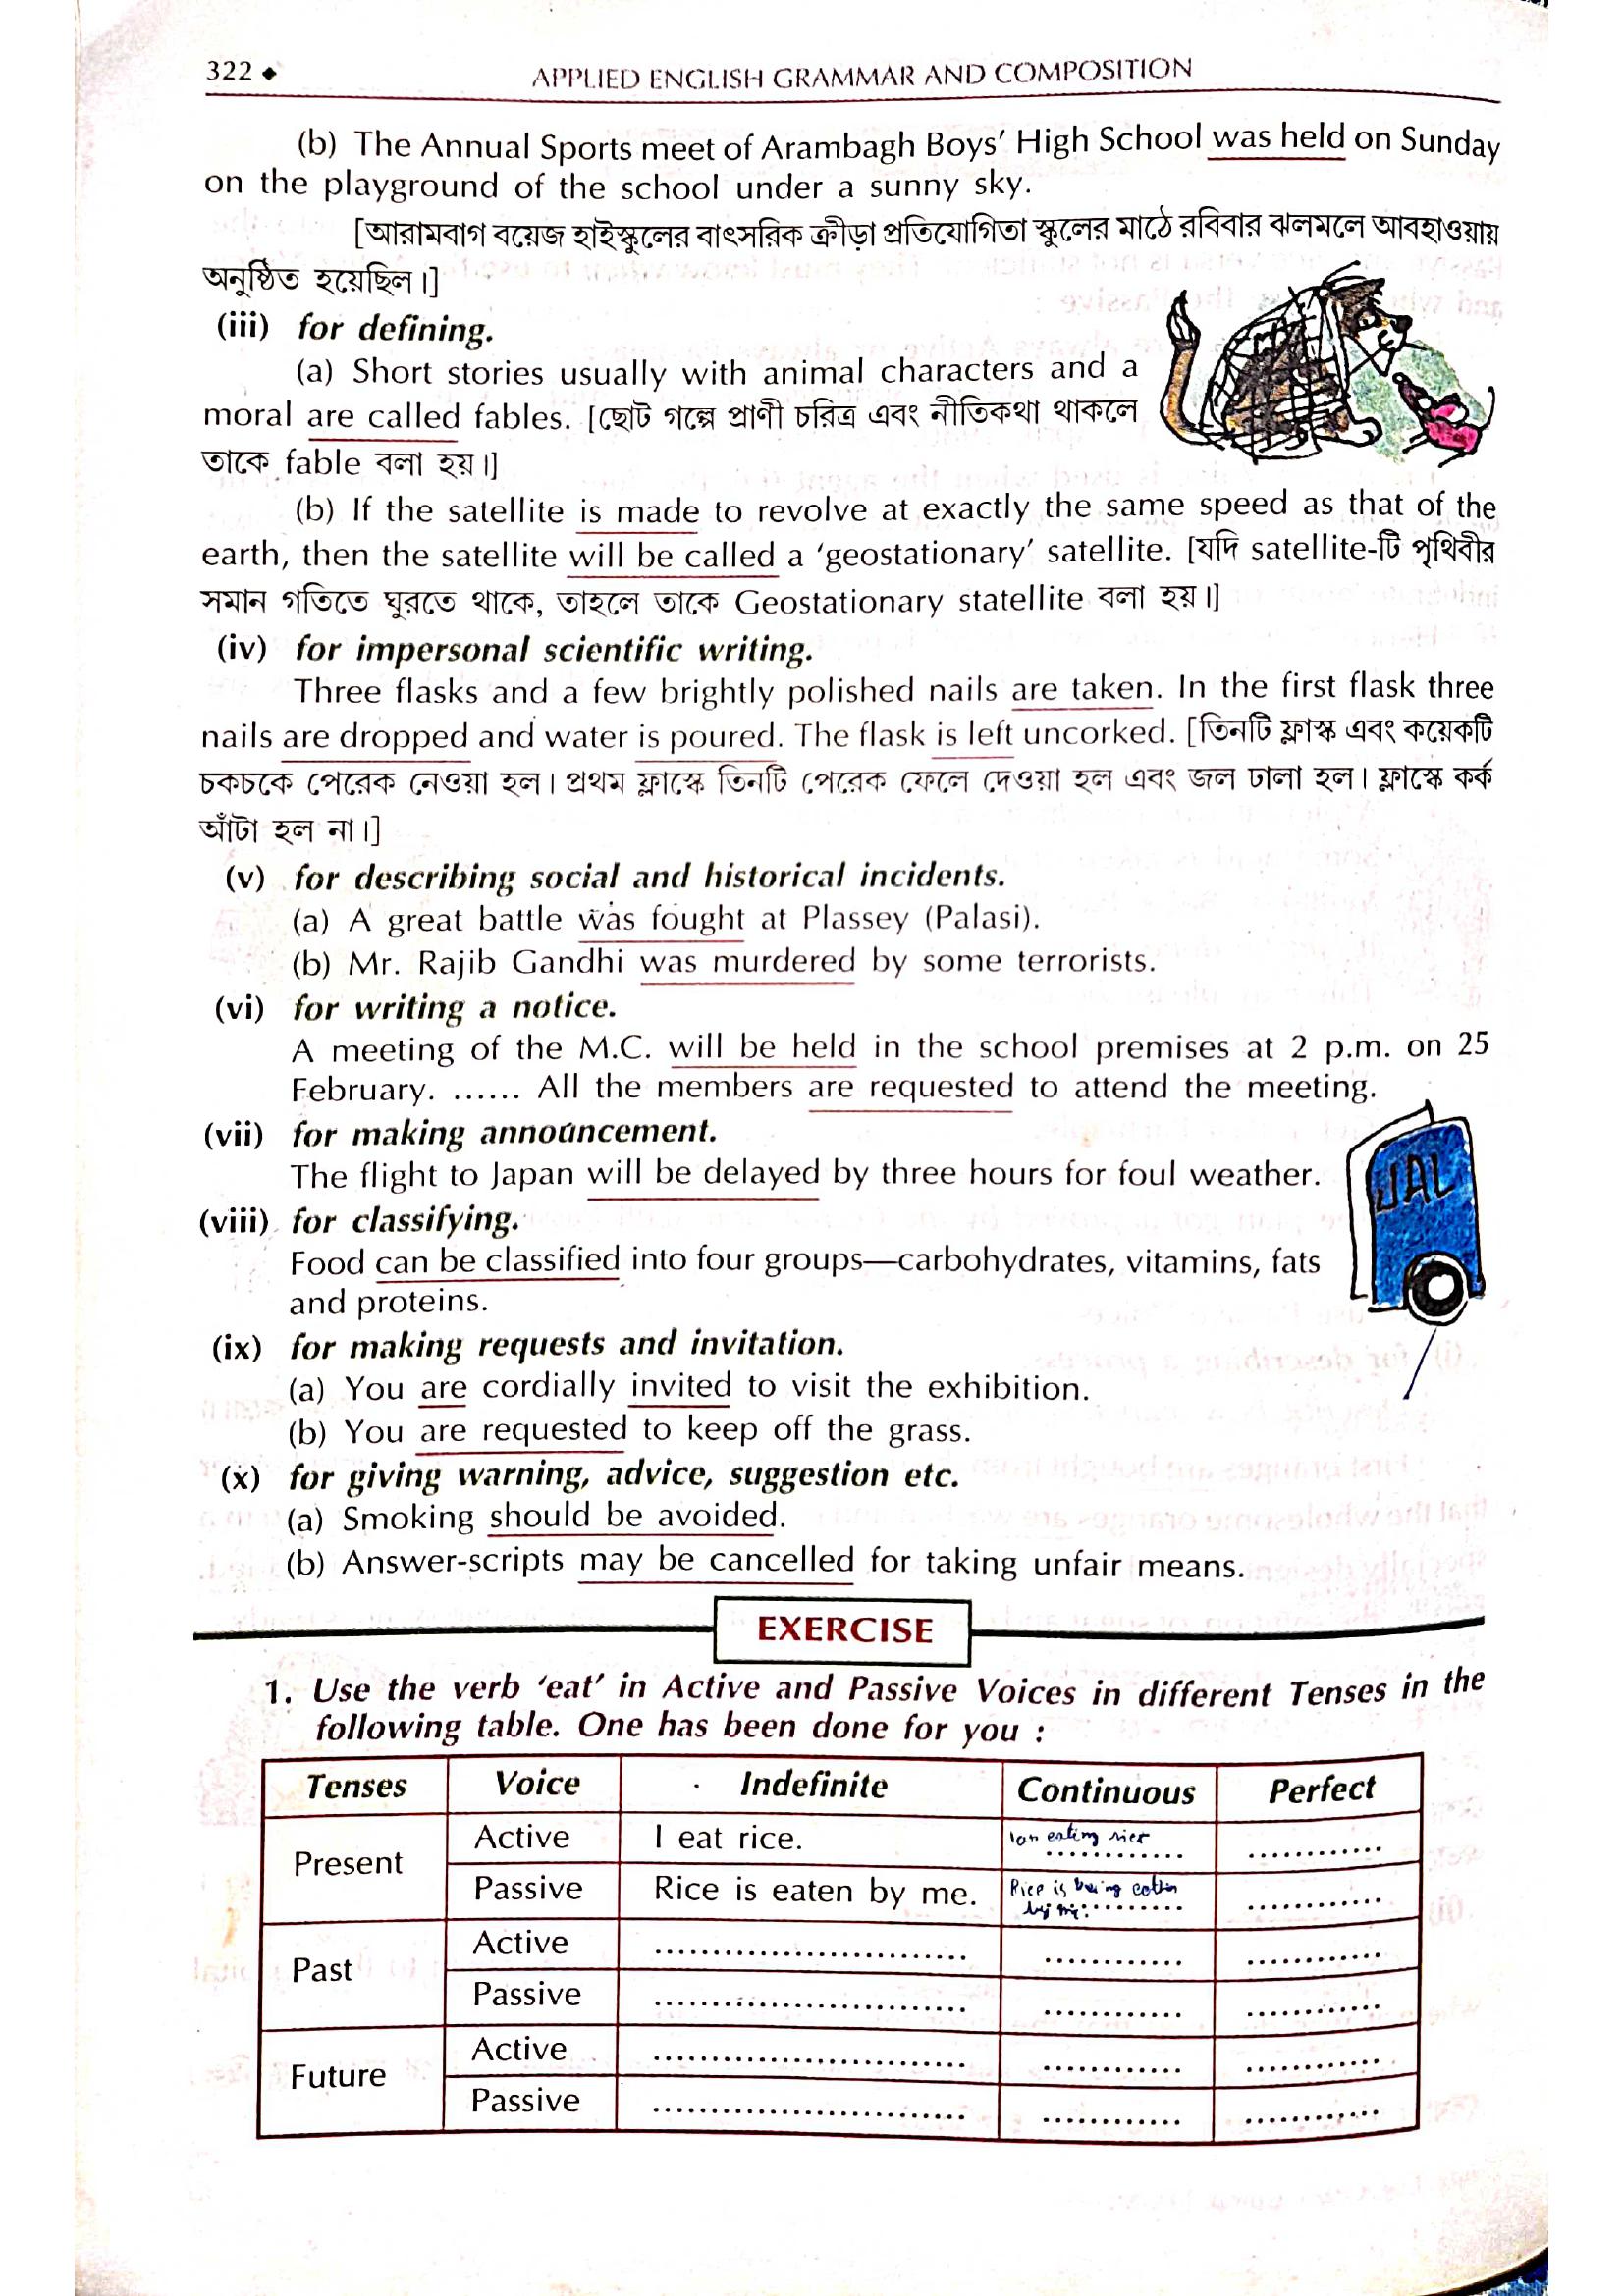 322 ◆ APPLIED ENGLISH GRAMMAR AND COMPOSITION
(b) The Annual Sports meet of Arambagh Boys' High School was held on Sunday
on the playground of the school under a sunny sky.
[আরামবাগ বয়েজ হাইস্কুলের বাৎসরিক ক্রীড়া প্রতিযোগিতা স্কুলের মাঠে রবিবার ঝলমলে আবহাওয়ায়
অনুষ্ঠিত হয়েছিল।]
(iii) for defining.
(a) Short stories usually with animal characters and a
moral are called fables. [ছোট গল্পে প্রাণী চরিত্র এবং নীতিকথা থাকলে
তাকে fable বলা হয়।]
(b) If the satellite is made to revolve at exactly the same speed as that of the
earth, then the satellite will be called a 'geostationary' satellite. [যদি satellite-টি পৃথিবীর
সমান গতিতে ঘুরতে থাকে, তাহলে তাকে Geostationary statellite বলা হয়।]
(iv) for impersonal scientific writing.
Three flasks and a few brightly polished nails are taken. In the first flask three
nails are dropped and water is poured. The flask is left uncorked. [তিনটি ফ্লাস্ক এবং কয়েকটি
চকচকে পেরেক নেওয়া হল। প্রথম ফ্লাস্কে তিনটি পেরেক ফেলে দেওয়া হল এবং জল ঢালা হল। ফ্লাস্কে কর্ক
আঁটা হল না।]
(v) for describing social and historical incidents.
(a) A great battle was fought at Plassey (Palasi).
(b) Mr. Rajib Gandhi was murdered by some terrorists.
(vi) for writing a notice.
A meeting of the M.C. will be held in the school premises at 2 p.m. on 25
February. ...... All the members are requested to attend the meeting.
(vii) for making announcement.
The flight to Japan will be delayed by three hours for foul weather.
JAL
(viii) for classifying.
Food can be classified into four groups—carbohydrates, vitamins, fats
and proteins.
(ix) for making requests and invitation.
(a) You are cordially invited to visit the exhibition.
(b) You are requested to keep off the grass.
(x) for giving warning, advice, suggestion etc.
(a) Smoking should be avoided.
(b) Answer-scripts may be cancelled for taking unfair means.
EXERCISE
1. Use the verb 'eat' in Active and Passive Voices in different Tenses in the
following table. One has been done for you :
Tenses Voice Indefinite Continuous Perfect
Present
Active I eat rice. eating ............ ............
Passive Rice is eaten by me. Rice is being
by me. ......... ............
Past
Active ........................... ............ ............
Passive ........................... ............ ............
Future
Active ........................... ............ ............
Passive ........................... ............ ............